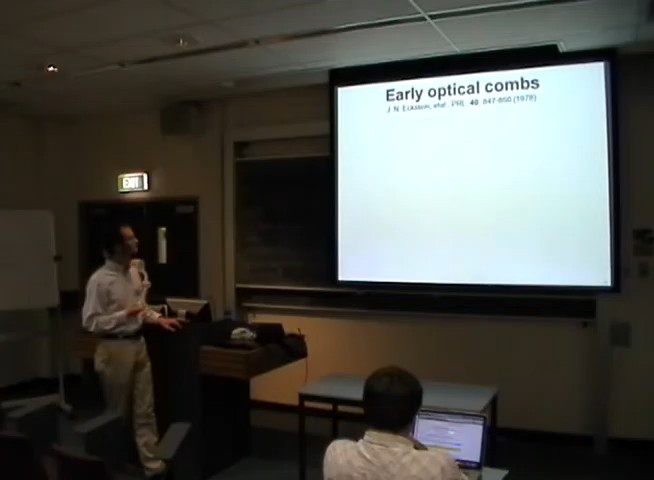 Early optical combs
J. N. Eckstein, et al., PRL 40, 847-850 (1978)
EXIT